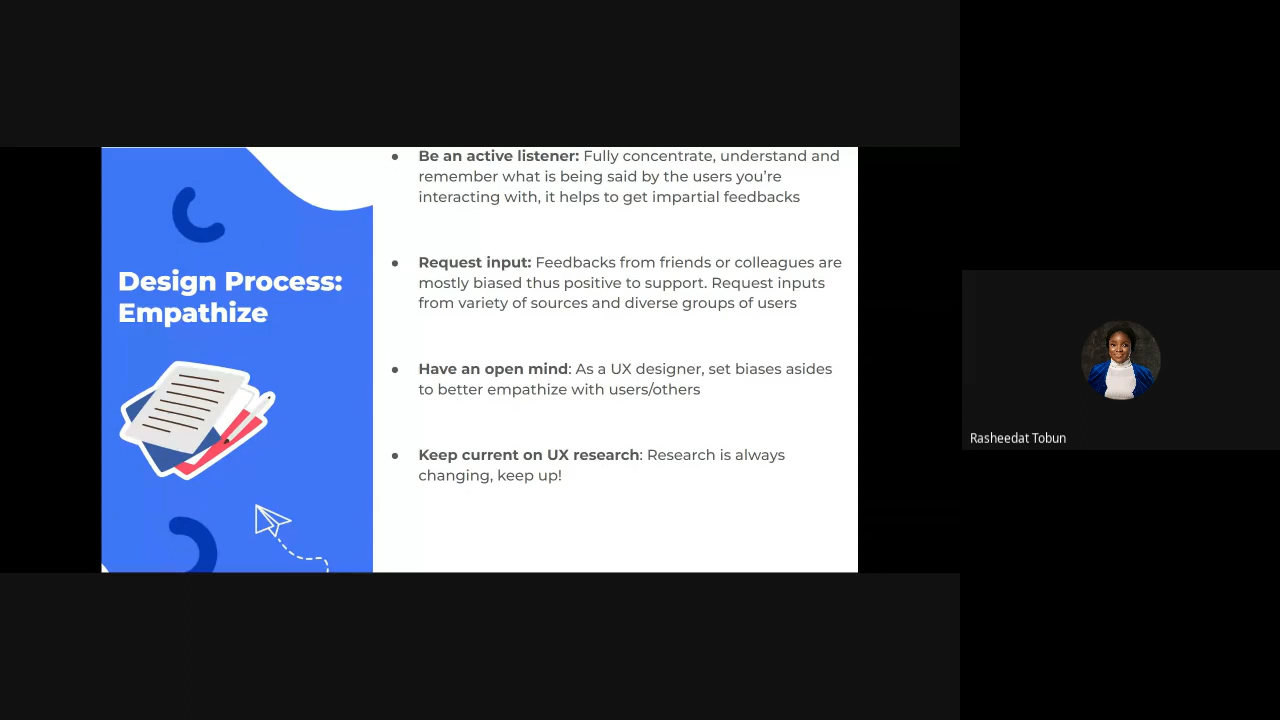 Design Process:
Empathize
● Be an active listener: Fully concentrate, understand and
remember what is being said by the users you’re
interacting with, it helps to get impartial feedbacks
● Request input: Feedbacks from friends or colleagues are
mostly biased thus positive to support. Request inputs
from variety of sources and diverse groups of users
● Have an open mind: As a UX designer, set biases asides
to better empathize with users/others
● Keep current on UX research: Research is always
changing, keep up!
Rasheedat Tobun